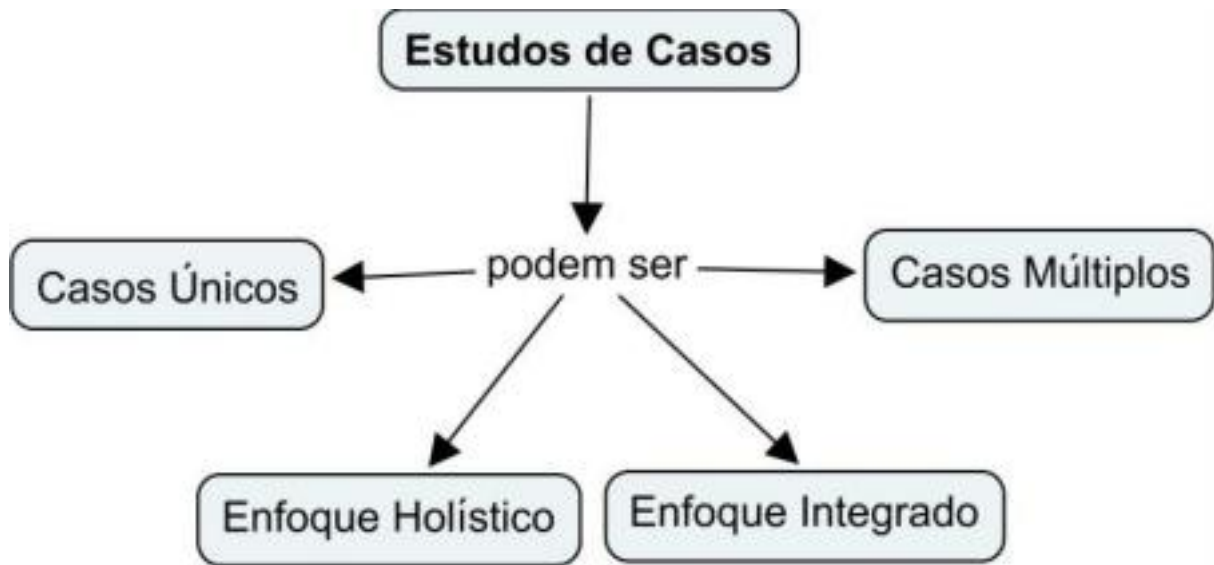 Estudos de Casos
podem ser
Casos Únicos
Casos Múltiplos
Enfoque Holístico
Enfoque Integrado